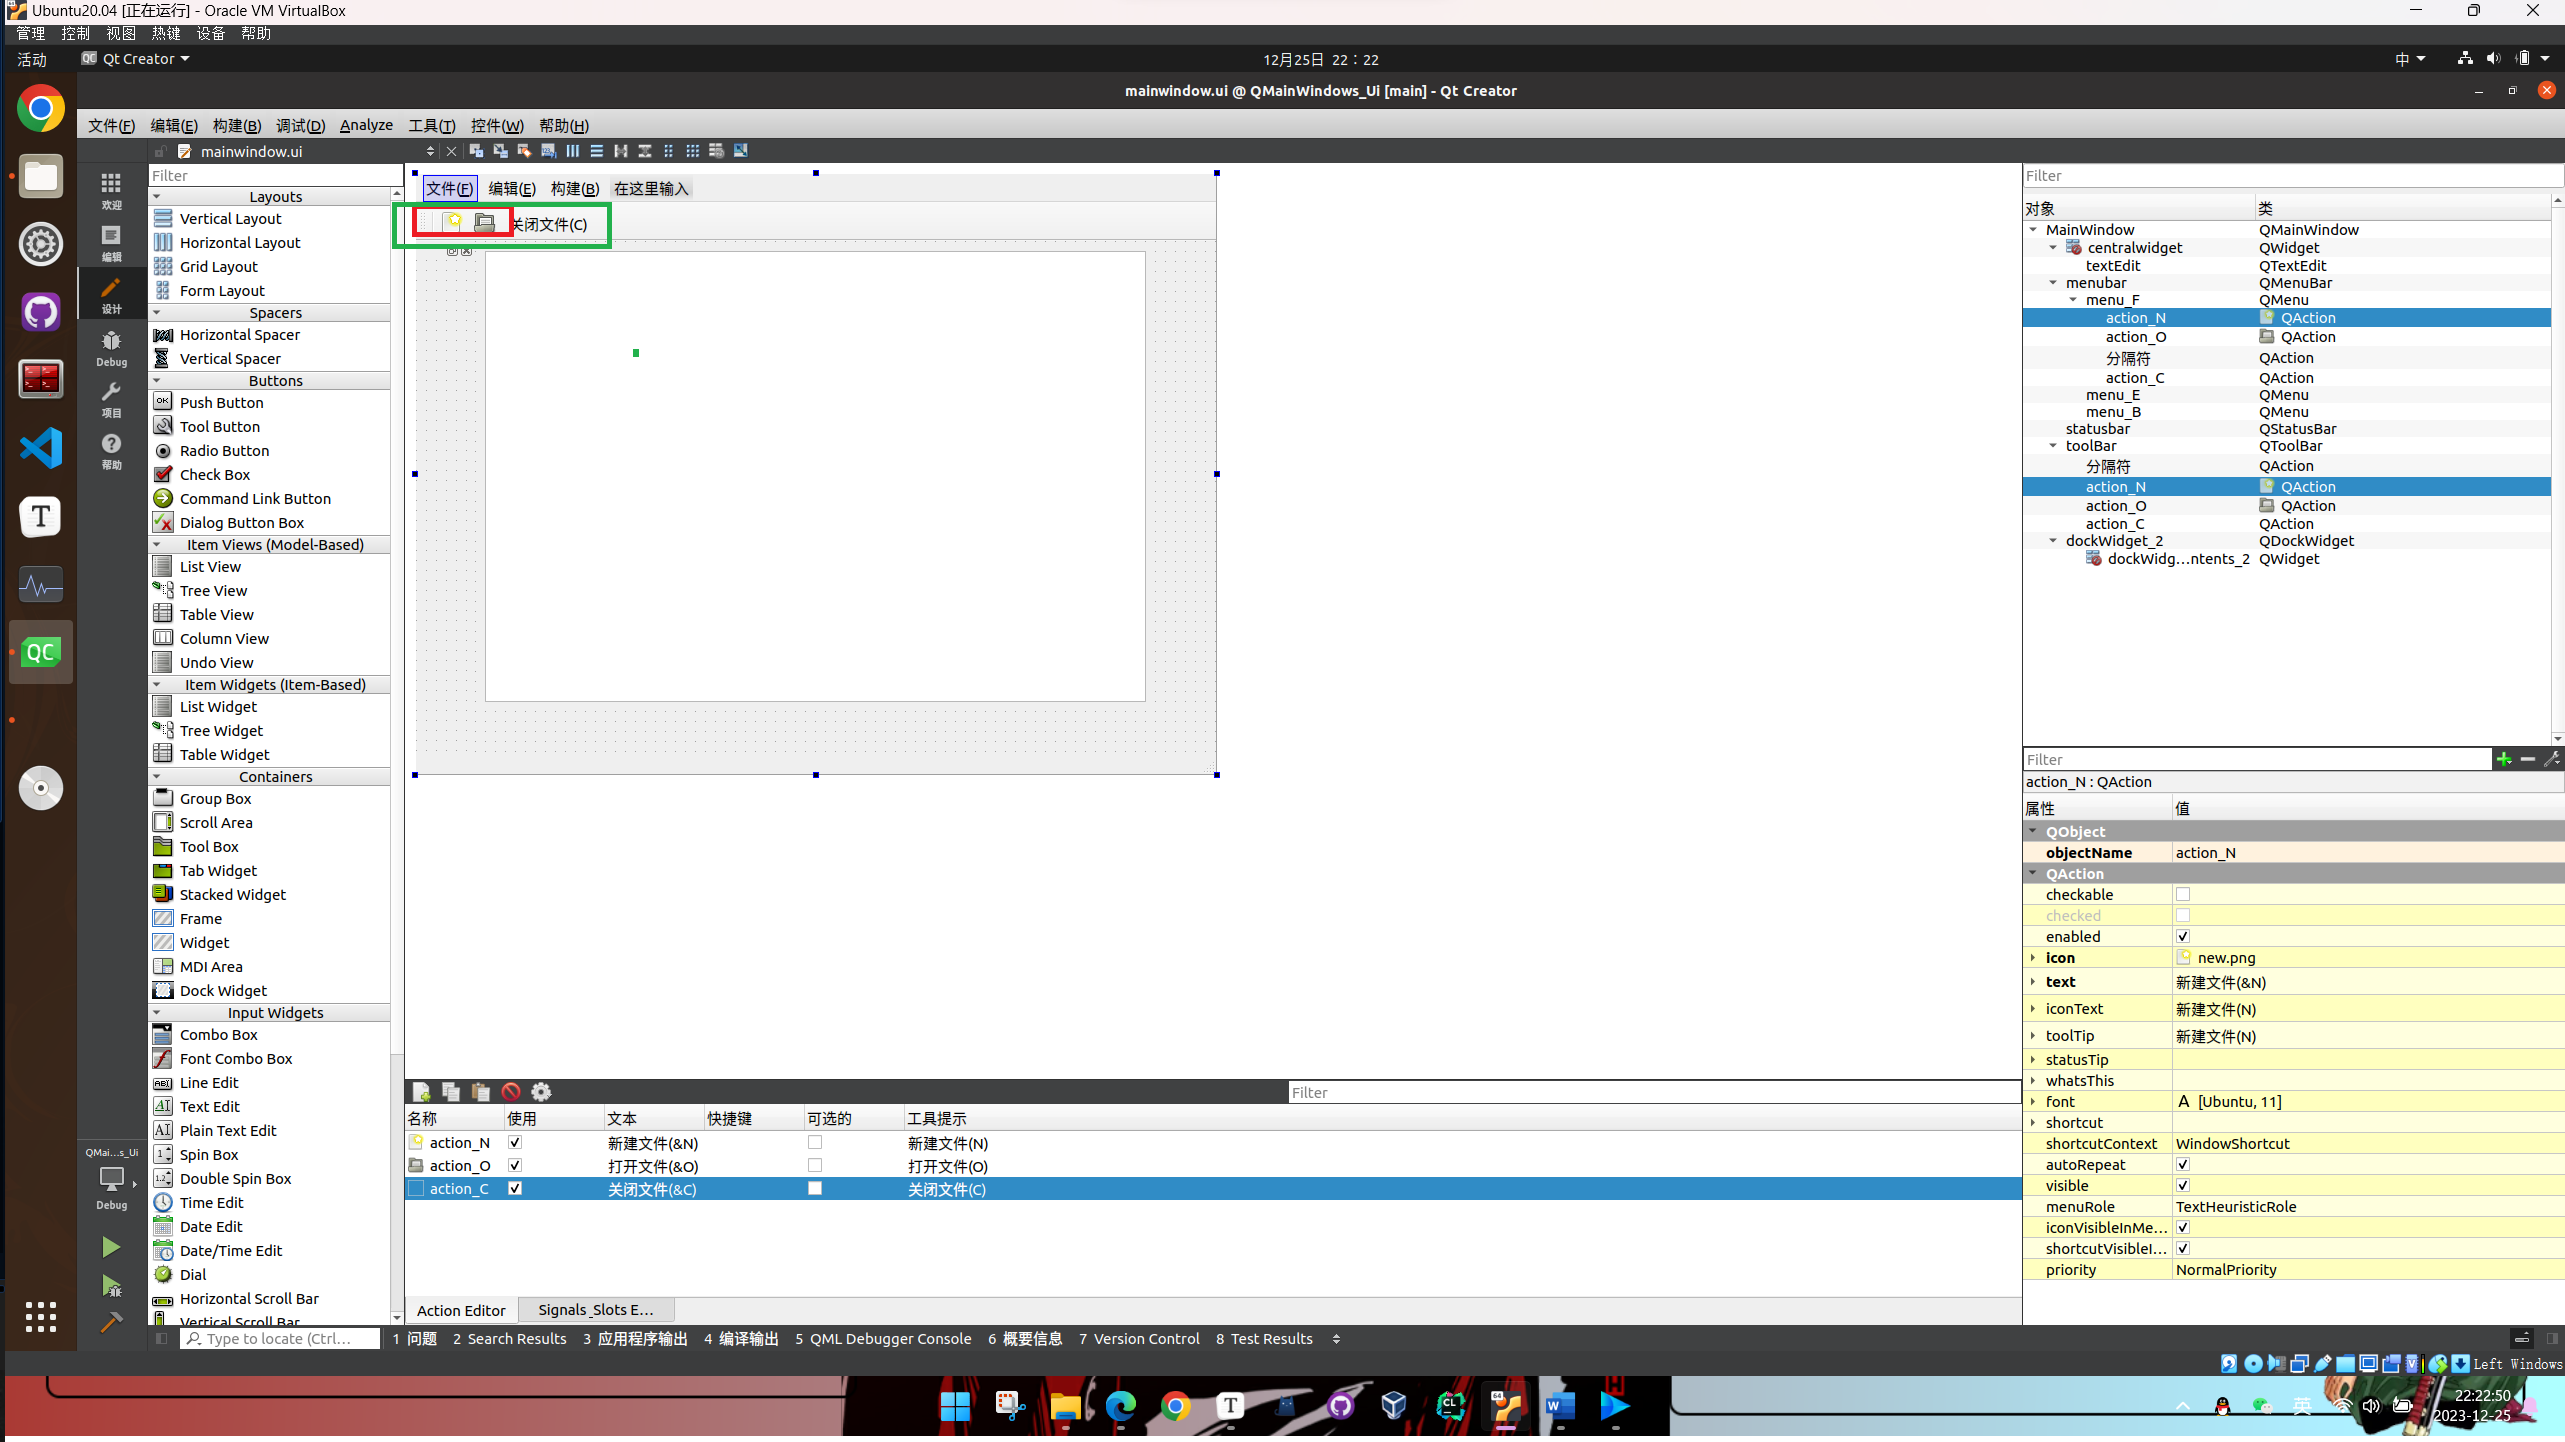 Ubuntu20.04 [正在运行] - Oracle VM VirtualBox
管理 控制 视图 热键 设备 帮助
活动 Qt Creator 12月25日 22：22 中
mainwindow.ui @ QMainWindows_Ui [main] - Qt Creator
文件(F) 编辑(E) 构建(B) 调试(D) Analyze 工具(T) 控件(W) 帮助(H)
mainwindow.ui
欢迎
编辑
设计
Debug
项目
帮助
QMai...s_Ui
Debug
Filter
Layouts
Vertical Layout
Horizontal Layout
Grid Layout
Form Layout
Spacers
Horizontal Spacer
Vertical Spacer
Buttons
Push Button
Tool Button
Radio Button
Check Box
Command Link Button
Dialog Button Box
Item Views (Model-Based)
List View
Tree View
Table View
Column View
Undo View
Item Widgets (Item-Based)
List Widget
Tree Widget
Table Widget
Containers
Group Box
Scroll Area
Tool Box
Tab Widget
Stacked Widget
Frame
Widget
MDI Area
Dock Widget
Input Widgets
Combo Box
Font Combo Box
Line Edit
Text Edit
Plain Text Edit
Spin Box
Double Spin Box
Time Edit
Date Edit
Date/Time Edit
Dial
Horizontal Scroll Bar
Vertical Scroll Bar
文件(F) 编辑(E) 构建(B) 在这里输入
关闭文件(C)
Filter
名称 使用 文本 快捷键 可选的 工具提示
action_N 新建文件(&N) 新建文件(N)
action_O 打开文件(&O) 打开文件(O)
action_C 关闭文件(&C) 关闭文件(C)
Action Editor Signals_Slots E...
Filter
对象 类
MainWindow QMainWindow
centralwidget QWidget
textEdit QTextEdit
menubar QMenuBar
menu_F QMenu
action_N QAction
action_O QAction
分隔符 QAction
action_C QAction
menu_E QMenu
menu_B QMenu
statusbar QStatusBar
toolBar QToolBar
分隔符 QAction
action_N QAction
action_O QAction
action_C QAction
dockWidget_2 QDockWidget
dockWidg...ntents_2 QWidget
Filter
action_N : QAction
属性 值
QObject
objectName action_N
QAction
checkable
checked
enabled
icon new.png
text 新建文件(&N)
iconText 新建文件(N)
toolTip 新建文件(N)
statusTip
whatsThis
font A [Ubuntu, 11]
shortcut
shortcutContext WindowShortcut
autoRepeat
visible
menuRole TextHeuristicRole
iconVisibleInMe...
shortcutVisibleI...
priority NormalPriority
Type to locate (Ctrl... 1 问题 2 Search Results 3 应用程序输出 4 编译输出 5 QML Debugger Console 6 概要信息 7 Version Control 8 Test Results
Left Windows
英 22:22:50
2023-12-25